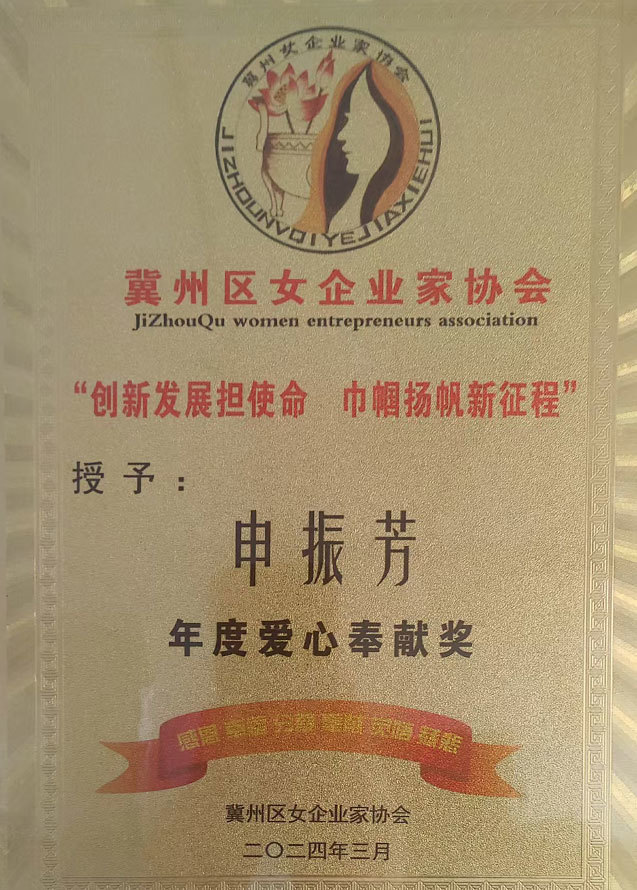 冀州女企业家协会
JIZHOUNVQIYEJIAXIEHUI
冀州区女企业家协会
JiZhouQu women entrepreneurs association
“创新发展担使命 巾帼扬帆新征程”
授予：
申振芳
年度爱心奉献奖
冀州区女企业家协会
二〇二四年三月